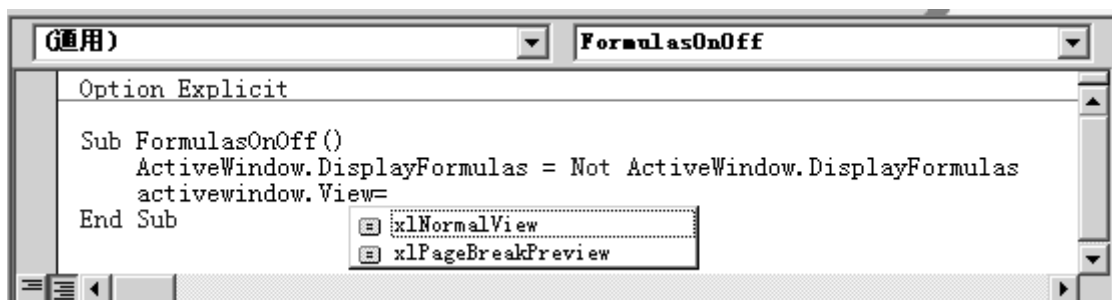 (通用) FormulasOnOff
Option Explicit
Sub FormulasOnOff()
ActiveWindow.DisplayFormulas = Not ActiveWindow.DisplayFormulas
activewindow.View=
End Sub
xlNormalView
xlPageBreakPreview